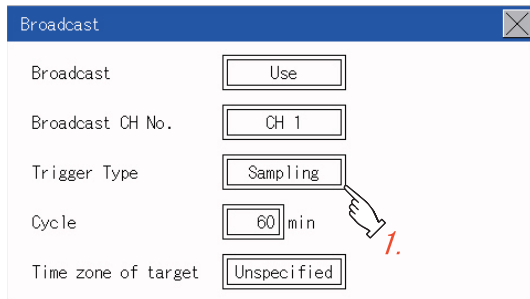 Broadcast
Broadcast Use
Broadcast CH No. CH 1
Trigger Type Sampling
Cycle 60 min
1.
Time zone of target Unspecified